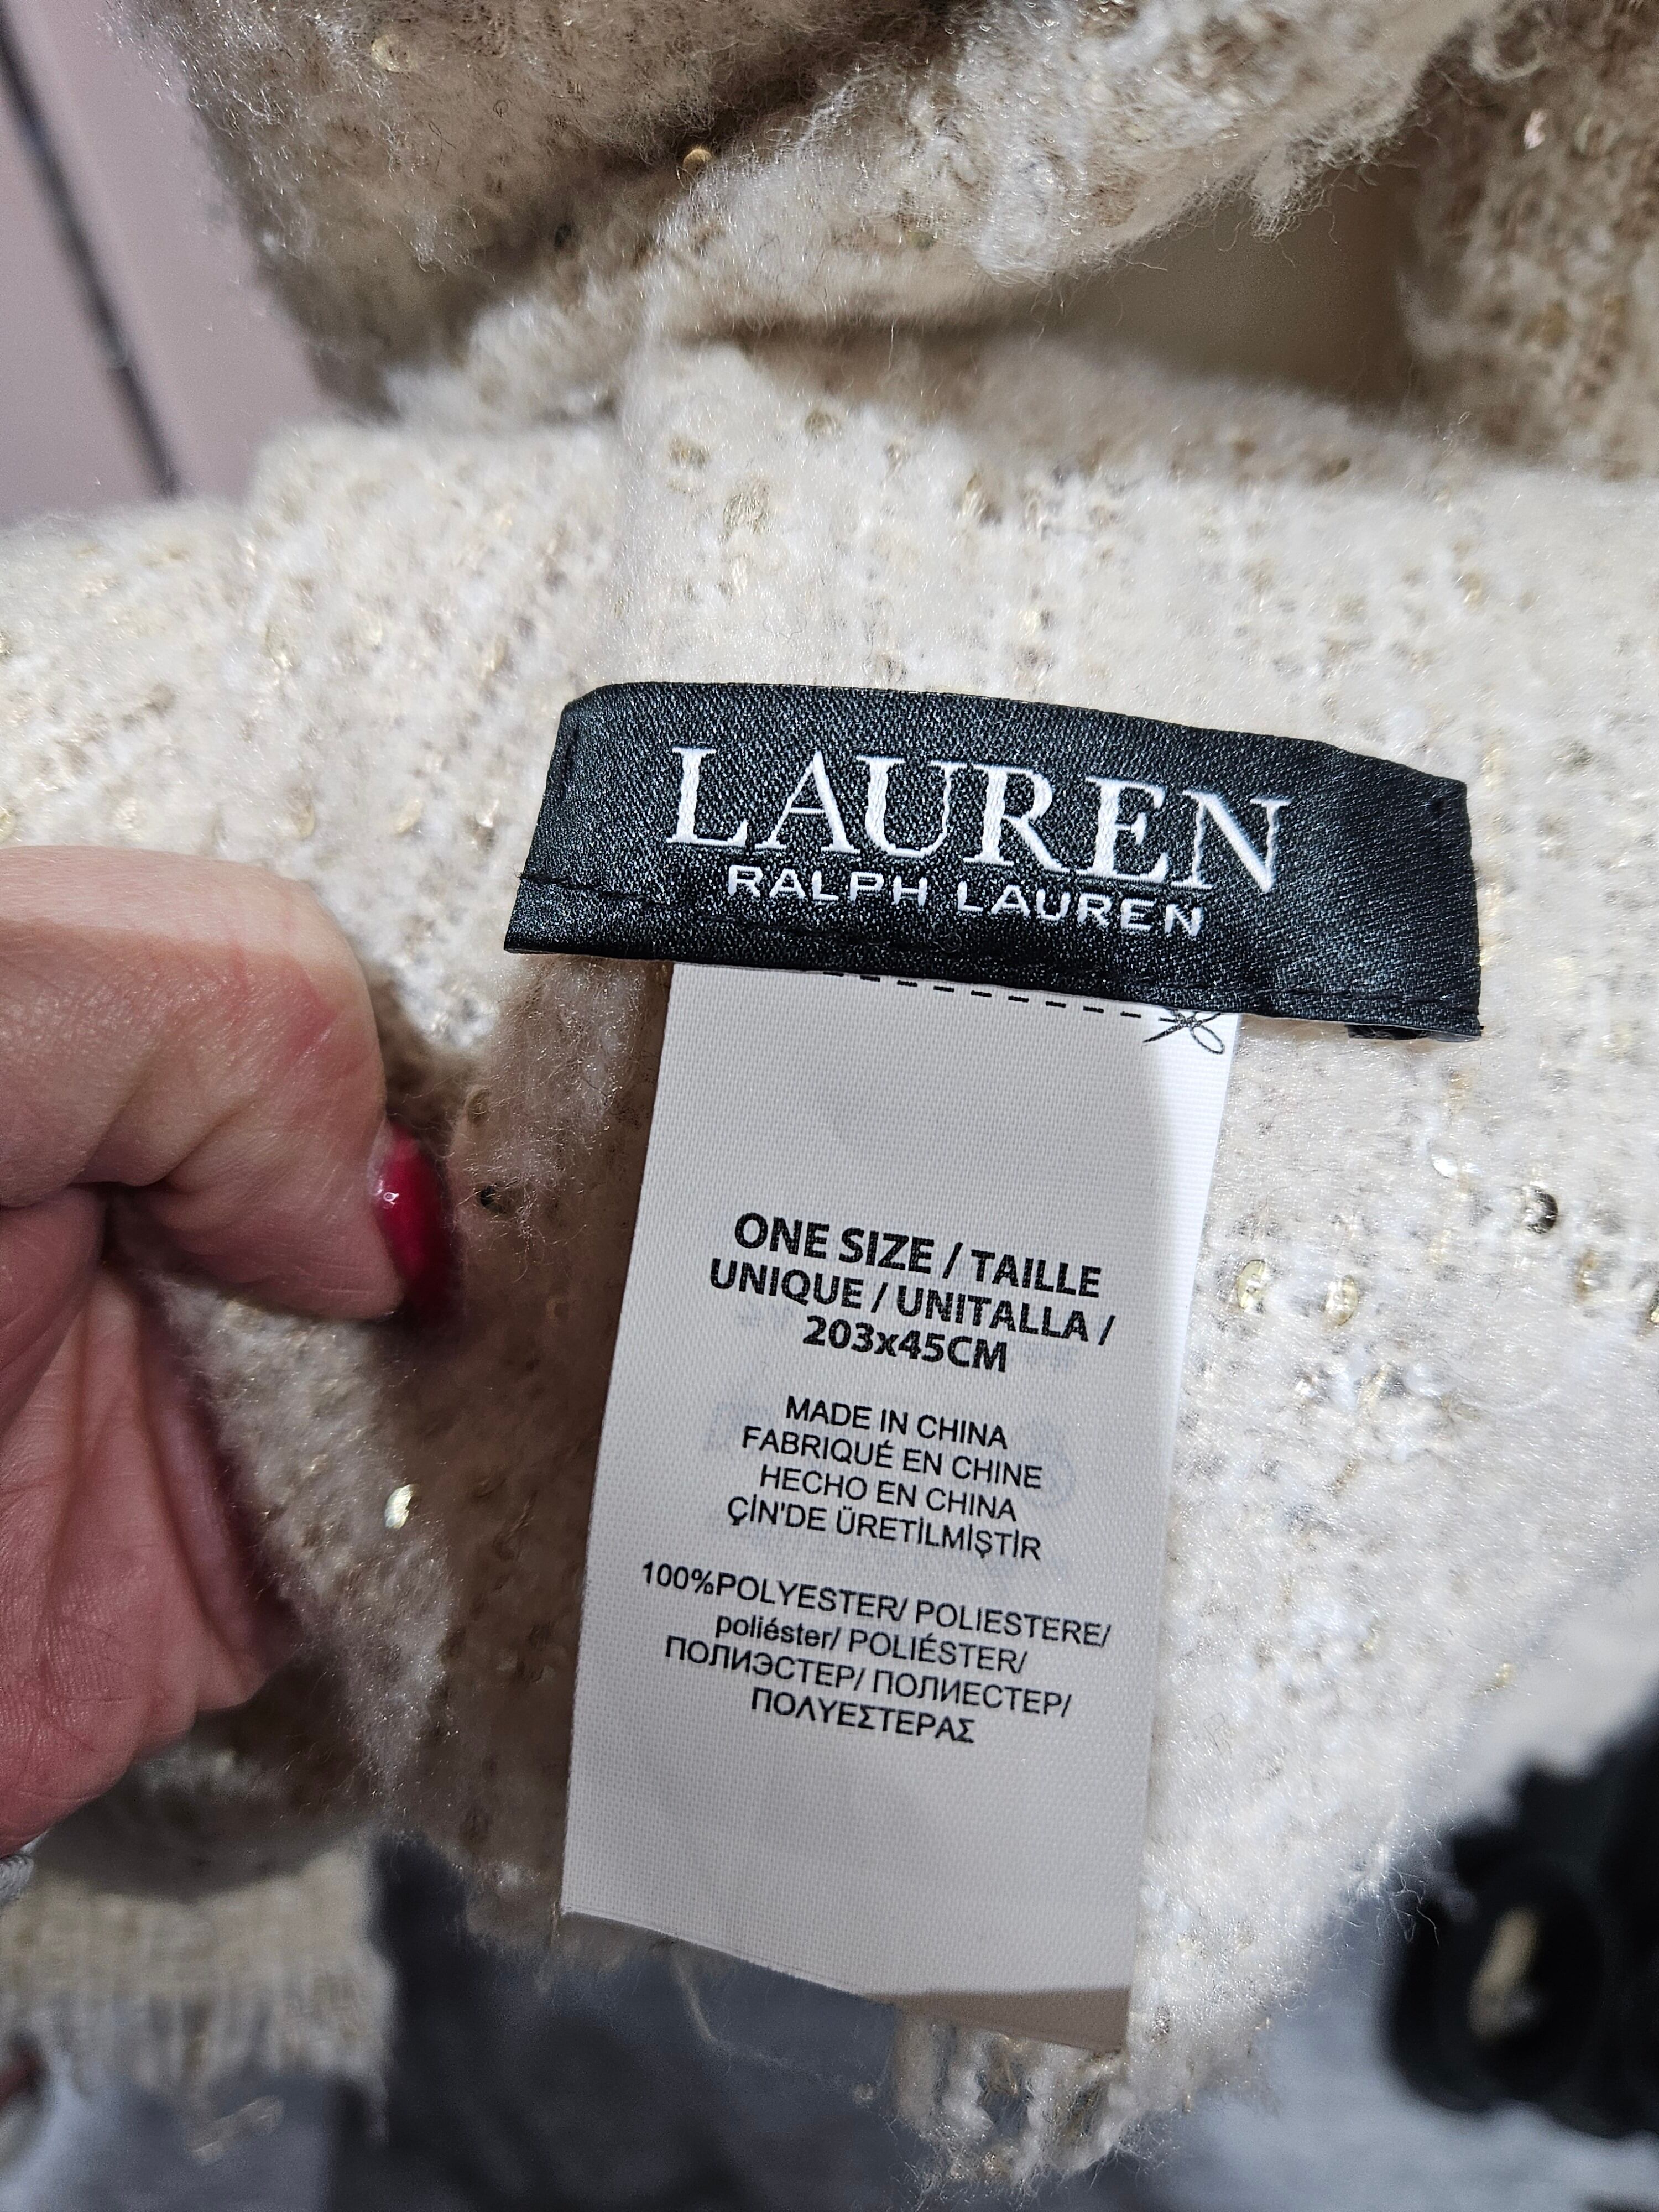 LAUREN
RALPH LAUREN
ONE SIZE / TAILLE
UNIQUE / UNITALLA /
203x45CM
MADE IN CHINA
FABRIQUÉ EN CHINE
HECHO EN CHINA
ÇİN'DE ÜRETİLMİŞTİR
100%POLYESTER/ POLIESTERE/
poliéster/ POLIÉSTER/
ПОЛИЭСТЕР/ ПОЛИЕСТЕР/
ΠΟΛΥΕΣΤΕΡΑΣ